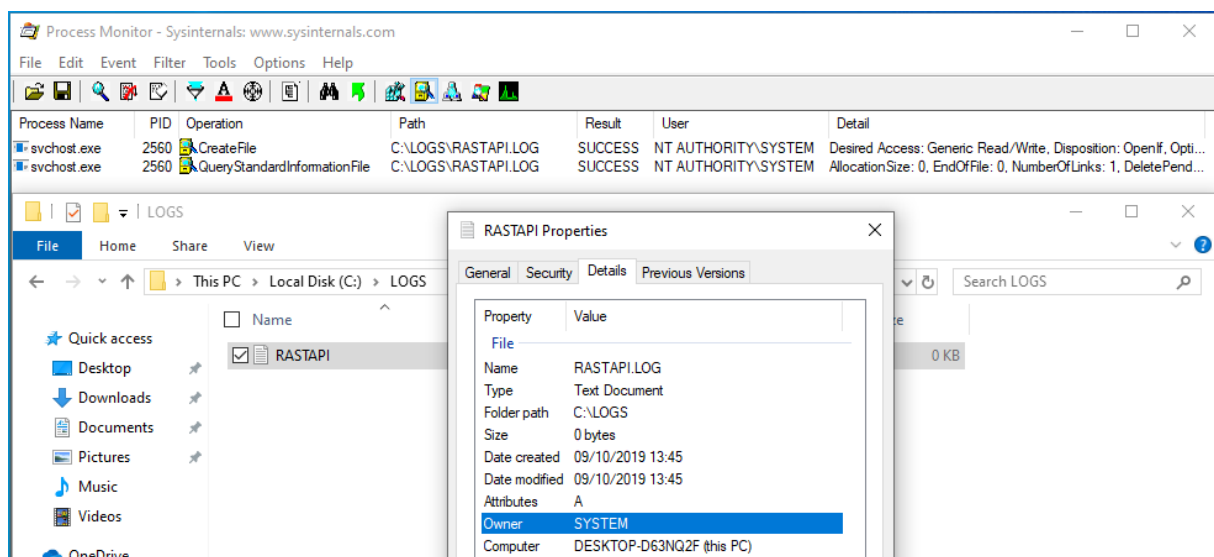 Process Monitor - Sysinternals: www.sysinternals.com
File Edit Event Filter Tools Options Help
Process Name PID Operation Path Result User Detail
svchost.exe 2560 CreateFile C:\LOGS\RASTAPI.LOG SUCCESS NT AUTHORITY\SYSTEM Desired Access: Generic Read/Write, Disposition: OpenIf, Opti...
svchost.exe 2560 QueryStandardInformationFile C:\LOGS\RASTAPI.LOG SUCCESS NT AUTHORITY\SYSTEM AllocationSize: 0, EndOfFile: 0, NumberOfLinks: 1, DeletePend...
LOGS
File Home Share View
This PC > Local Disk (C:) > LOGS
Search LOGS
Name
Quick access
Desktop
Downloads
Documents
Pictures
Music
Videos
OneDrive
RASTAPI
0 KB
RASTAPI Properties
General Security Details Previous Versions
Property Value
File
Name RASTAPI.LOG
Type Text Document
Folder path C:\LOGS
Size 0 bytes
Date created 09/10/2019 13:45
Date modified 09/10/2019 13:45
Attributes A
Owner SYSTEM
Computer DESKTOP-D63NQ2F (this PC)